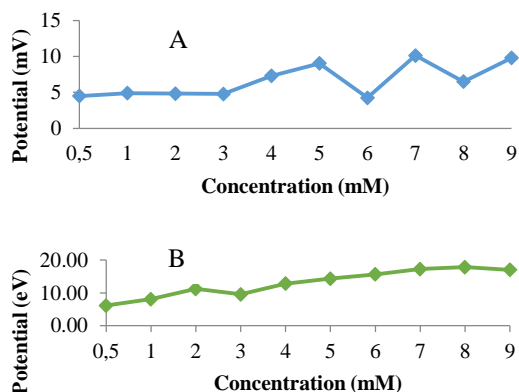 A
Potential (mV)
15
10
5
0
0,5 1 2 3 4 5 6 7 8 9
Concentration (mM)
B
Potential (eV)
20.00
10.00
0.00
0,5 1 2 3 4 5 6 7 8 9
Concentration (mM)